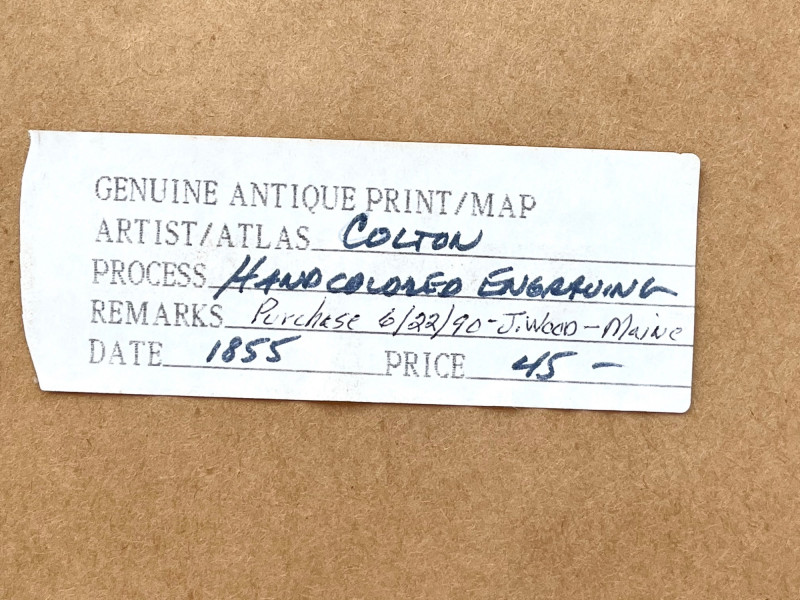 GENUINE ANTIQUE PRINT/MAP
ARTIST/ATLAS COLTON
PROCESS HANDCOLORED ENGRAVING
REMARKS Purchase 6/22/90 - J. WOOD - Maine
DATE 1855 PRICE 45 -